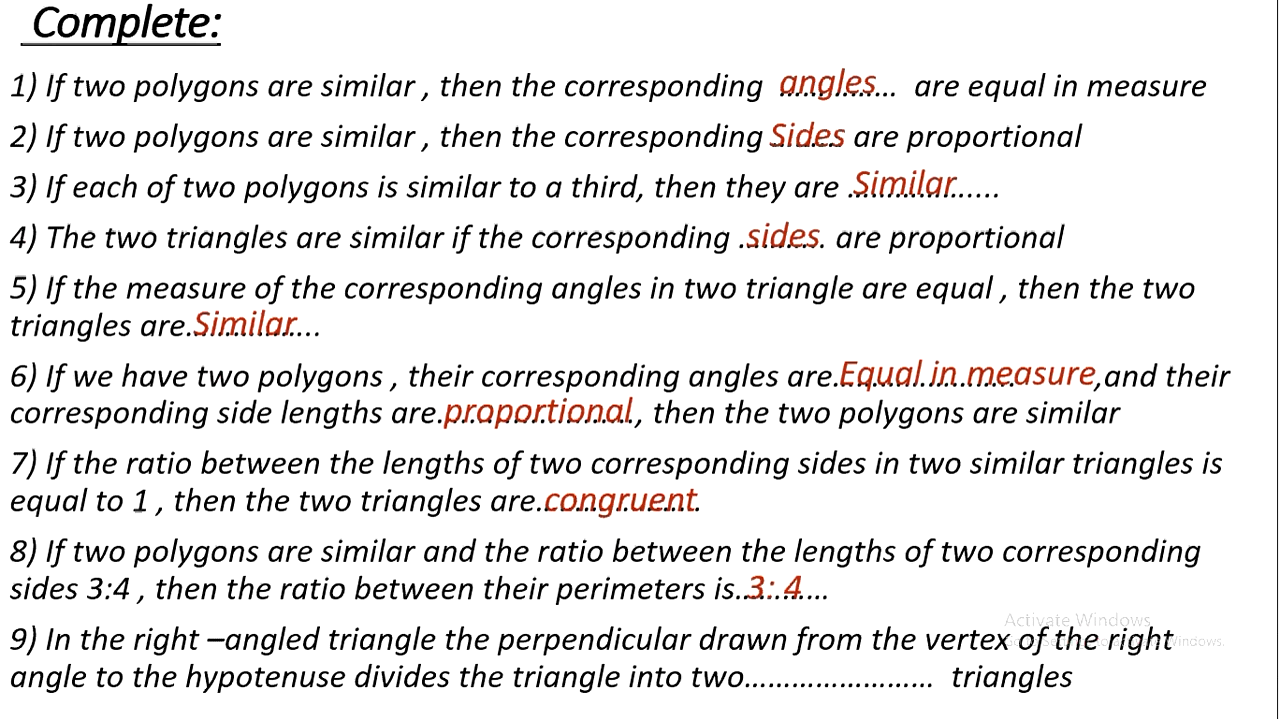 Complete:
1) If two polygons are similar , then the corresponding angles... are equal in measure
2) If two polygons are similar , then the corresponding Sides are proportional
3) If each of two polygons is similar to a third, then they are .Similar......
4) The two triangles are similar if the corresponding .sides. are proportional
5) If the measure of the corresponding angles in two triangle are equal , then the two
triangles are.Similar...
6) If we have two polygons , their corresponding angles are.Equal in measure,and their
corresponding side lengths are.proportional., then the two polygons are similar
7) If the ratio between the lengths of two corresponding sides in two similar triangles is
equal to 1 , then the two triangles are.congruent.
8) If two polygons are similar and the ratio between the lengths of two corresponding
sides 3:4 , then the ratio between their perimeters is..3: 4...
Activate Windows
9) In the right –angled triangle the perpendicular drawn from the vertex of the right
Windows.
angle to the hypotenuse divides the triangle into two........................ triangles